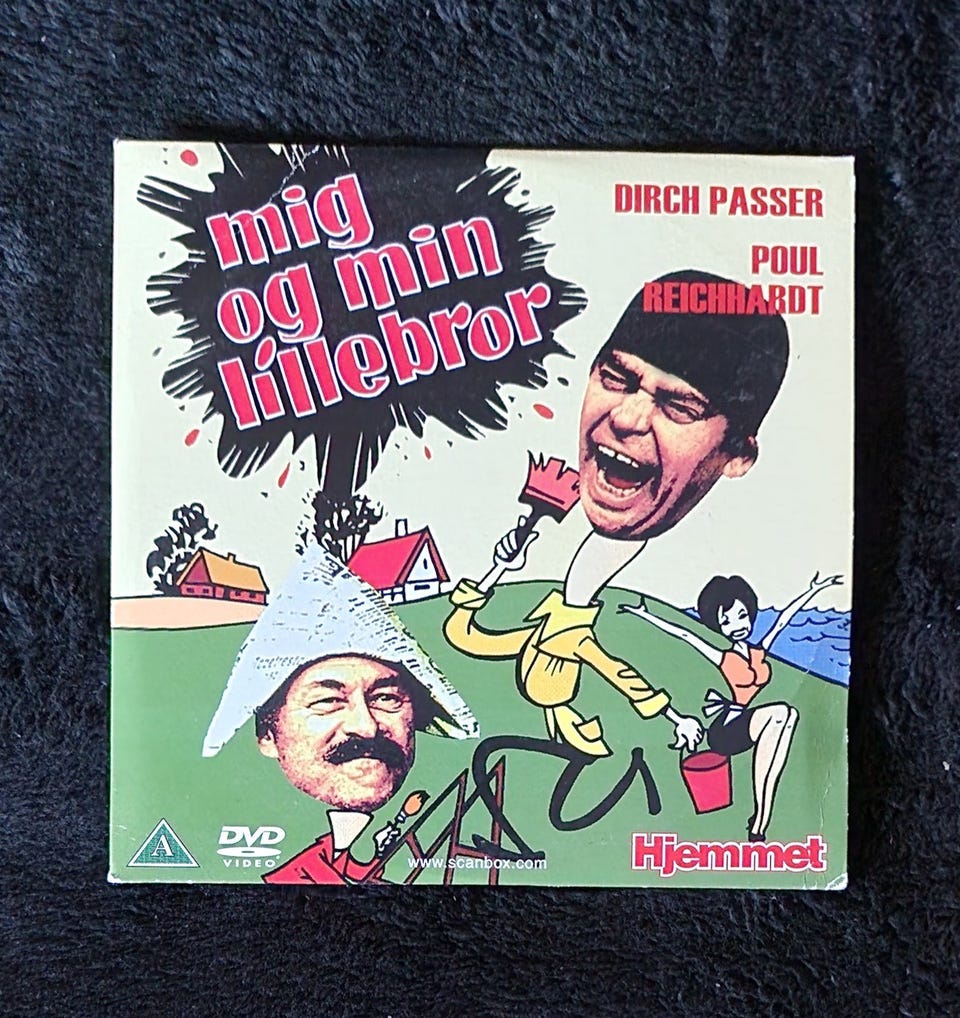 mig
og min
lillebror
DIRCH PASSER
POUL
REICHHARDT
A
DVD
VIDEO
www.scanbox.com
Hjemmet